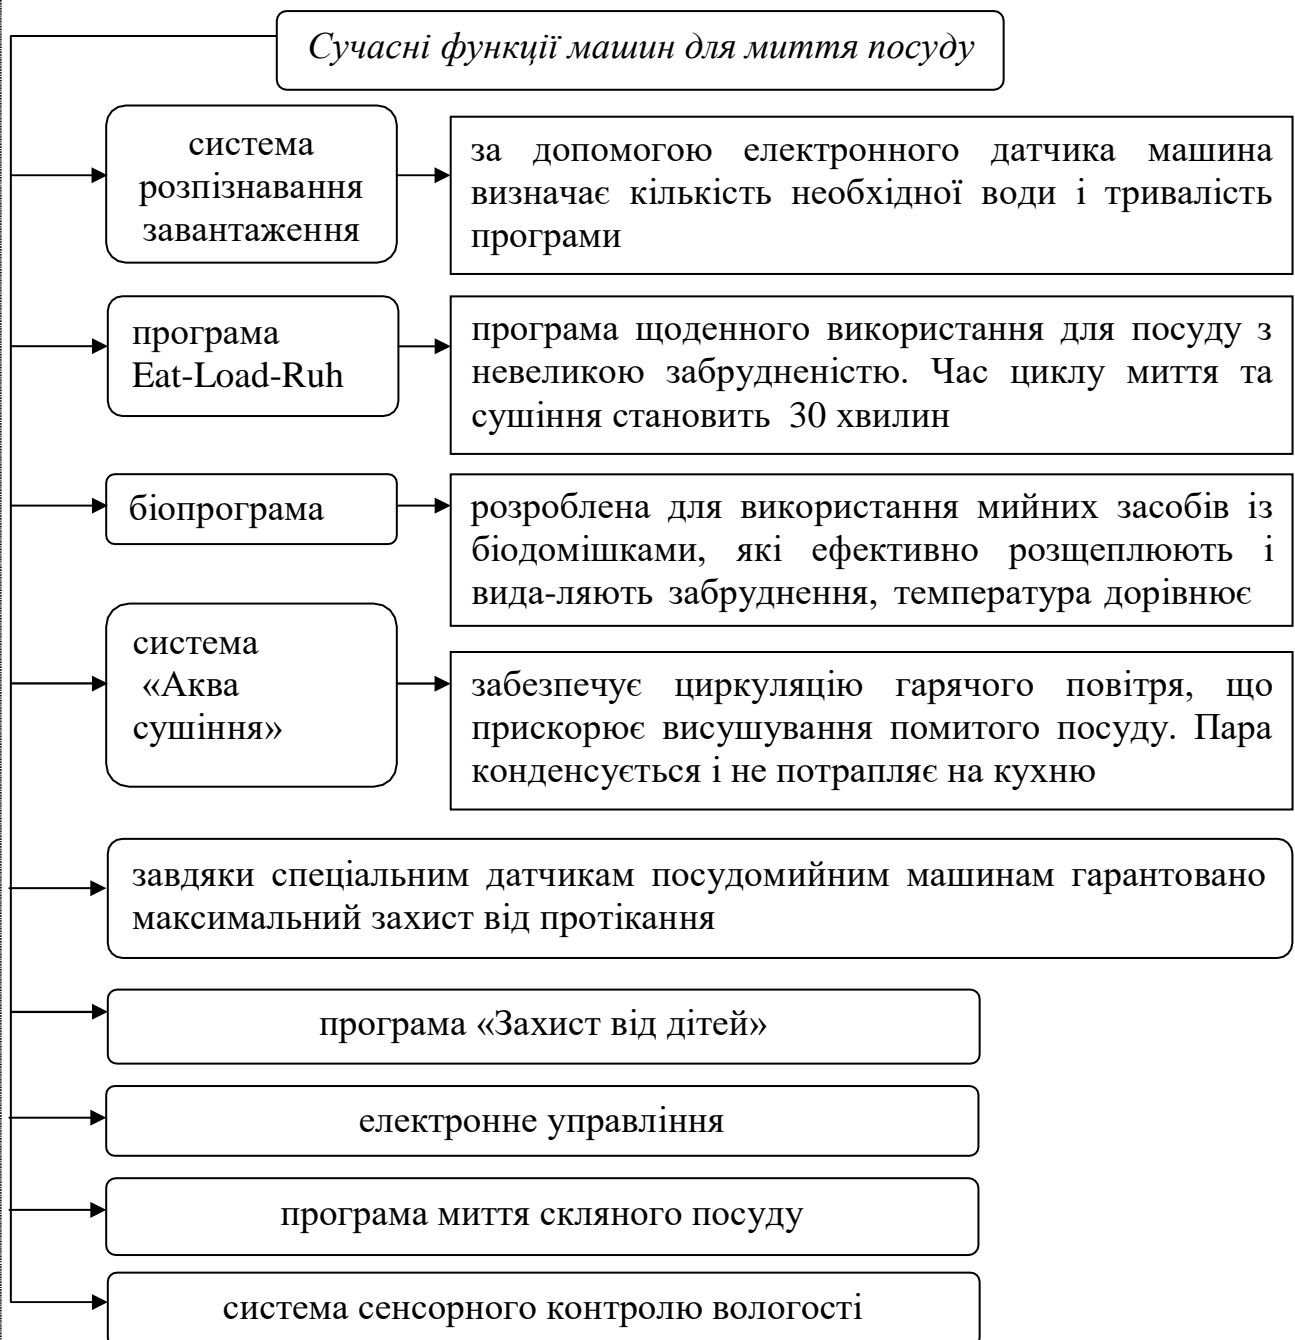 Сучасні функції машин для миття посуду
система
розпізнавання
завантаження
за допомогою електронного датчика машина
визначає кількість необхідної води і тривалість
програми
програма
Eat-Load-Ruh
програма щоденного використання для посуду з
невеликою забрудненістю. Час циклу миття та
сушіння становить 30 хвилин
біопрограма
розроблена для використання мийних засобів із
біодомішками, які ефективно розщеплюють і
вида-ляють забруднення, температура дорівнює
система
«Аква
сушіння»
забезпечує циркуляцію гарячого повітря, що
прискорює висушування помитого посуду. Пара
конденсується і не потрапляє на кухню
завдяки спеціальним датчикам посудомийним машинам гарантовано
максимальний захист від протікання
програма «Захист від дітей»
електронне управління
програма миття скляного посуду
система сенсорного контролю вологості